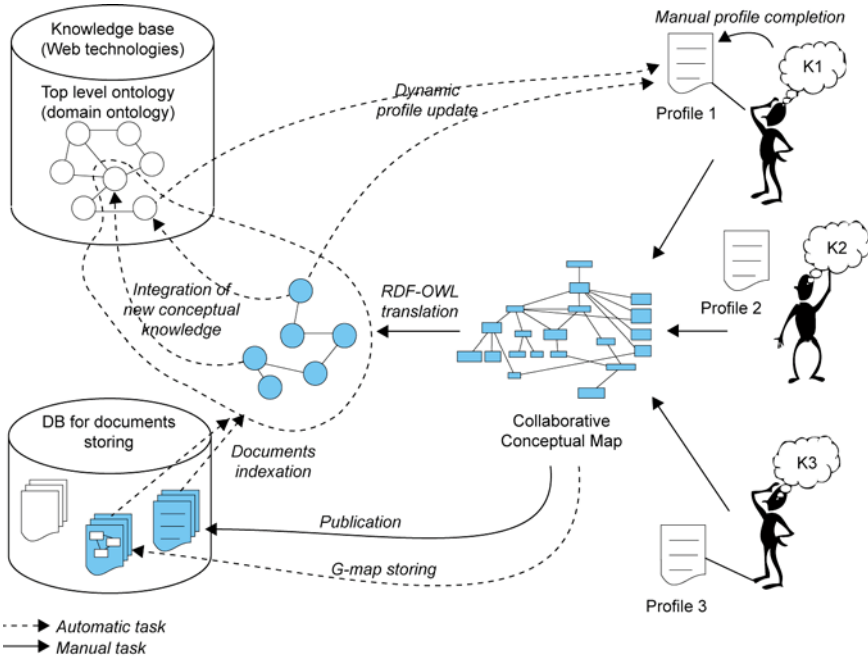 Knowledge base
(Web technologies)
Top level ontology
(domain ontology)
Dynamic
profile update
Manual profile completion
K1
Profile 1
K2
Profile 2
Integration of
new conceptual
knowledge
RDF-OWL
translation
Collaborative
Conceptual Map
DB for documents
storing
Documents
indexation
K3
Profile 3
Publication
G-map storing
Automatic task
Manual task